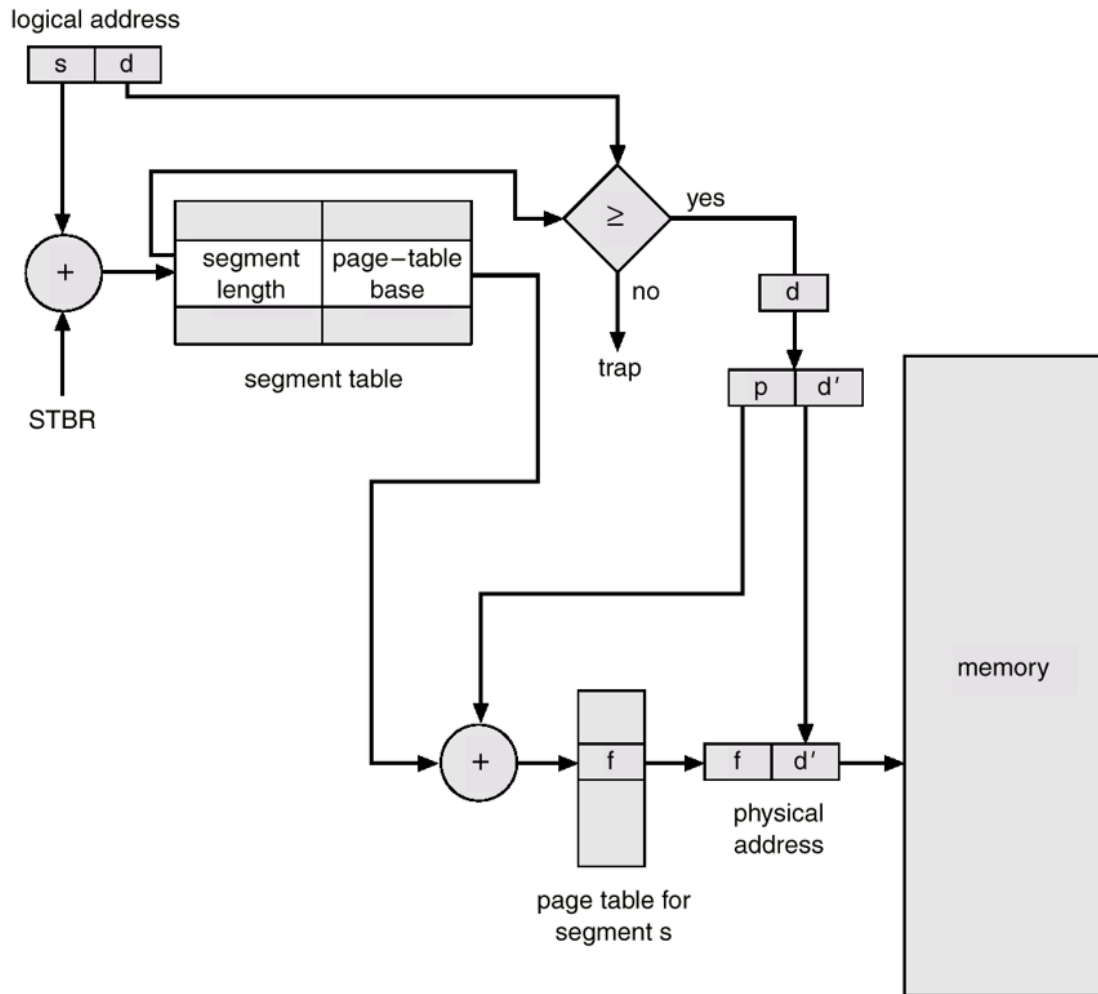 logical address
s d
≥
yes
segment length
page–table base
+
no
d
trap
segment table
p d′
STBR
memory
+
f
f d′
physical
address
page table for
segment s